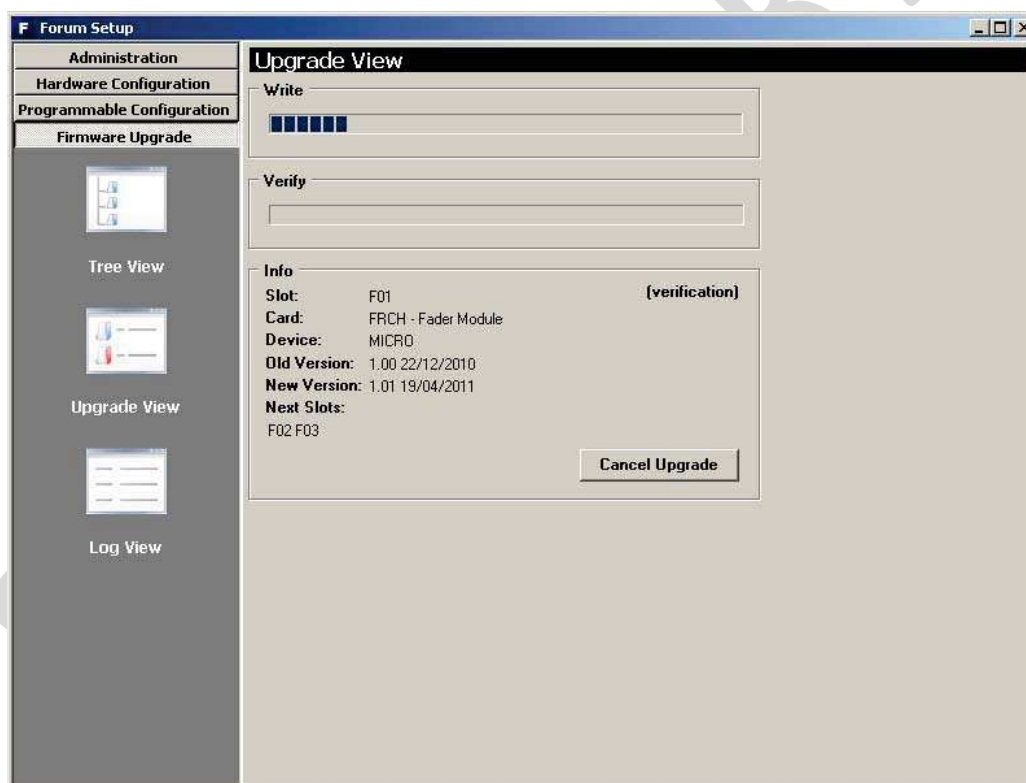 F Forum Setup
Administration
Hardware Configuration
Programmable Configuration
Firmware Upgrade
Tree View
Upgrade View
Log View
Upgrade View
Write
Verify
Info
Slot: F01 (verification)
Card: FRCH - Fader Module
Device: MICRO
Old Version: 1.00 22/12/2010
New Version: 1.01 19/04/2011
Next Slots:
F02 F03
Cancel Upgrade